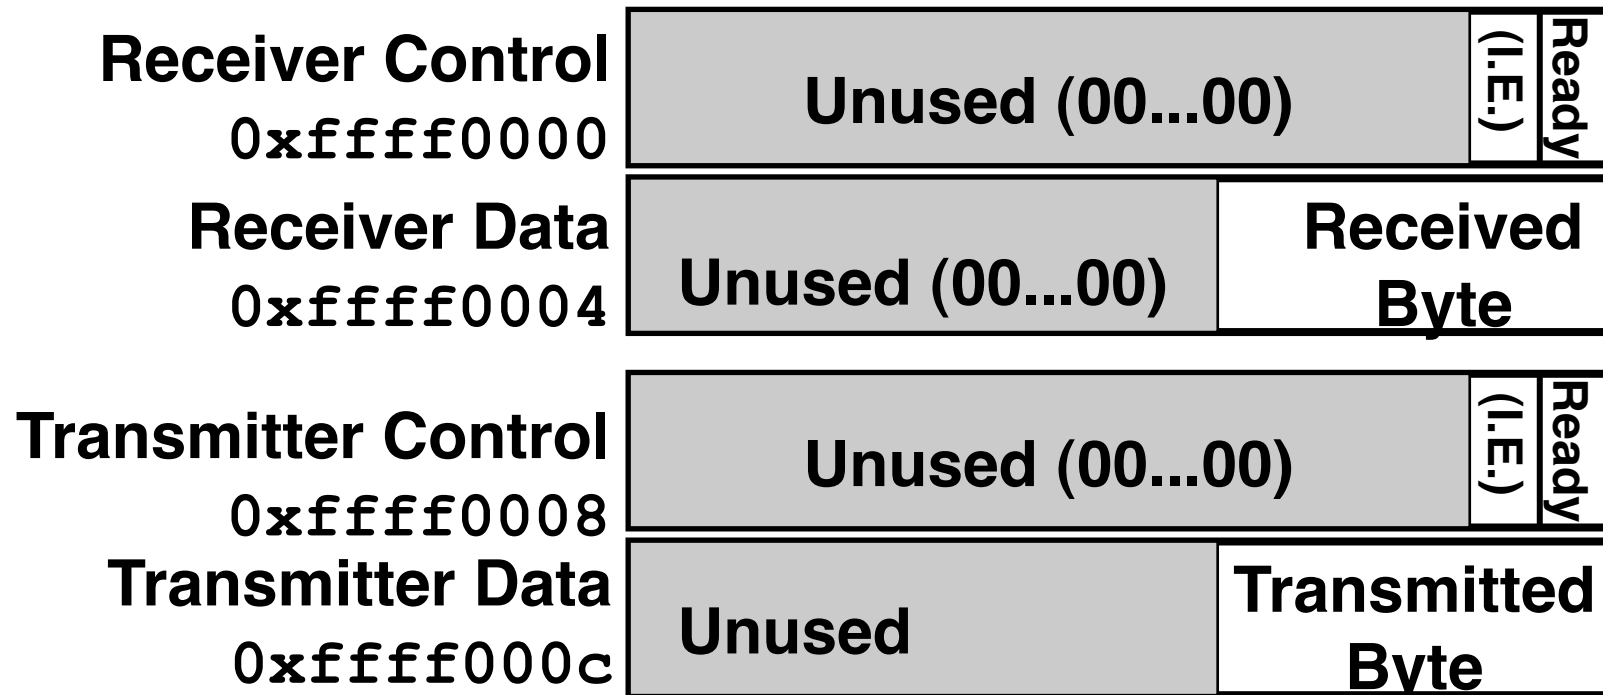 Receiver Control
0xffff0000
Unused (00...00)
(I.E.)
Ready
Receiver Data
0xffff0004
Unused (00...00)
Received
Byte
Transmitter Control
0xffff0008
Unused (00...00)
(I.E.)
Ready
Transmitter Data
0xffff000c
Unused
Transmitted
Byte